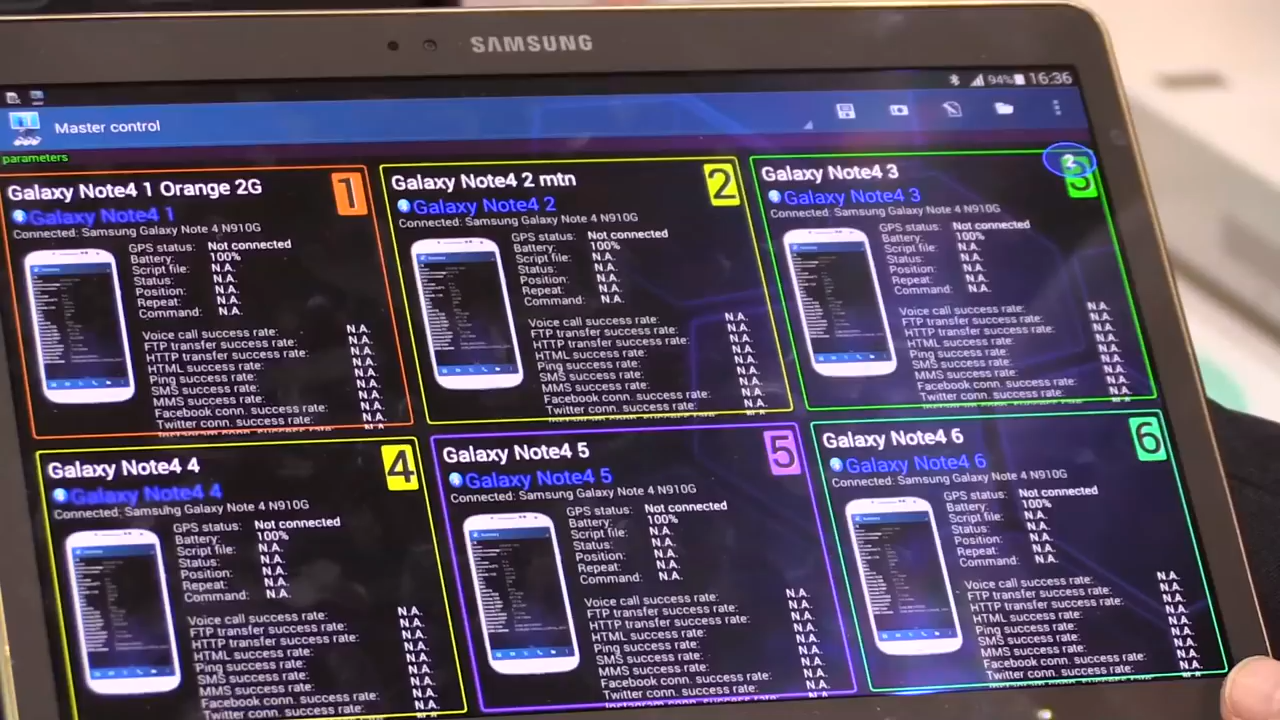 SAMSUNG
94% 16:36
Master control
parameters
2
Galaxy Note4 1 Orange 2G
1
Galaxy Note4 1
Connected: Samsung Galaxy Note 4 N910G
GPS status: Not connected
Battery: 100%
Script file: N.A.
Status: N.A.
Position: N.A.
Repeat: N.A.
Command: N.A.
Voice call success rate: N.A.
FTP transfer success rate: N.A.
HTTP transfer success rate: N.A.
HTML success rate: N.A.
Ping success rate: N.A.
SMS success rate: N.A.
MMS success rate: N.A.
Facebook conn. success rate: N.A.
Twitter conn. success rate: N.A.
Galaxy Note4 2 mtn
2
Galaxy Note4 2
Connected: Samsung Galaxy Note 4 N910G
GPS status: Not connected
Battery: 100%
Script file: N.A.
Status: N.A.
Position: N.A.
Repeat: N.A.
Command: N.A.
Voice call success rate: N.A.
FTP transfer success rate: N.A.
HTTP transfer success rate: N.A.
HTML success rate: N.A.
Ping success rate: N.A.
SMS success rate: N.A.
MMS success rate: N.A.
Facebook conn. success rate: N.A.
Twitter conn. success rate: N.A.
Galaxy Note4 3
3
Galaxy Note4 3
Connected: Samsung Galaxy Note 4 N910G
GPS status: Not connected
Battery: 100%
Script file: N.A.
Status: N.A.
Position: N.A.
Repeat: N.A.
Command: N.A.
Voice call success rate: N.A.
FTP transfer success rate: N.A.
HTTP transfer success rate: N.A.
HTML success rate: N.A.
Ping success rate: N.A.
SMS success rate: N.A.
MMS success rate: N.A.
Facebook conn. success rate: N.A.
Twitter conn. success rate: N.A.
Galaxy Note4 4
4
Galaxy Note4 4
Connected: Samsung Galaxy Note 4 N910G
GPS status: Not connected
Battery: 100%
Script file: N.A.
Status: N.A.
Position: N.A.
Repeat: N.A.
Command: N.A.
Voice call success rate: N.A.
FTP transfer success rate: N.A.
HTTP transfer success rate: N.A.
HTML success rate: N.A.
Ping success rate: N.A.
SMS success rate: N.A.
MMS success rate: N.A.
Facebook conn. success rate: N.A.
Twitter conn. success rate: N.A.
Galaxy Note4 5
5
Galaxy Note4 5
Connected: Samsung Galaxy Note 4 N910G
GPS status: Not connected
Battery: 100%
Script file: N.A.
Status: N.A.
Position: N.A.
Repeat: N.A.
Command: N.A.
Voice call success rate: N.A.
FTP transfer success rate: N.A.
HTTP transfer success rate: N.A.
HTML success rate: N.A.
Ping success rate: N.A.
SMS success rate: N.A.
MMS success rate: N.A.
Facebook conn. success rate: N.A.
Twitter conn. success rate: N.A.
Galaxy Note4 6
6
Galaxy Note4 6
Connected: Samsung Galaxy Note 4 N910G
GPS status: Not connected
Battery: 100%
Script file: N.A.
Status: N.A.
Position: N.A.
Repeat: N.A.
Command: N.A.
Voice call success rate: N.A.
FTP transfer success rate: N.A.
HTTP transfer success rate: N.A.
HTML success rate: N.A.
Ping success rate: N.A.
SMS success rate: N.A.
MMS success rate: N.A.
Facebook conn. success rate: N.A.
Twitter conn. success rate: N.A.